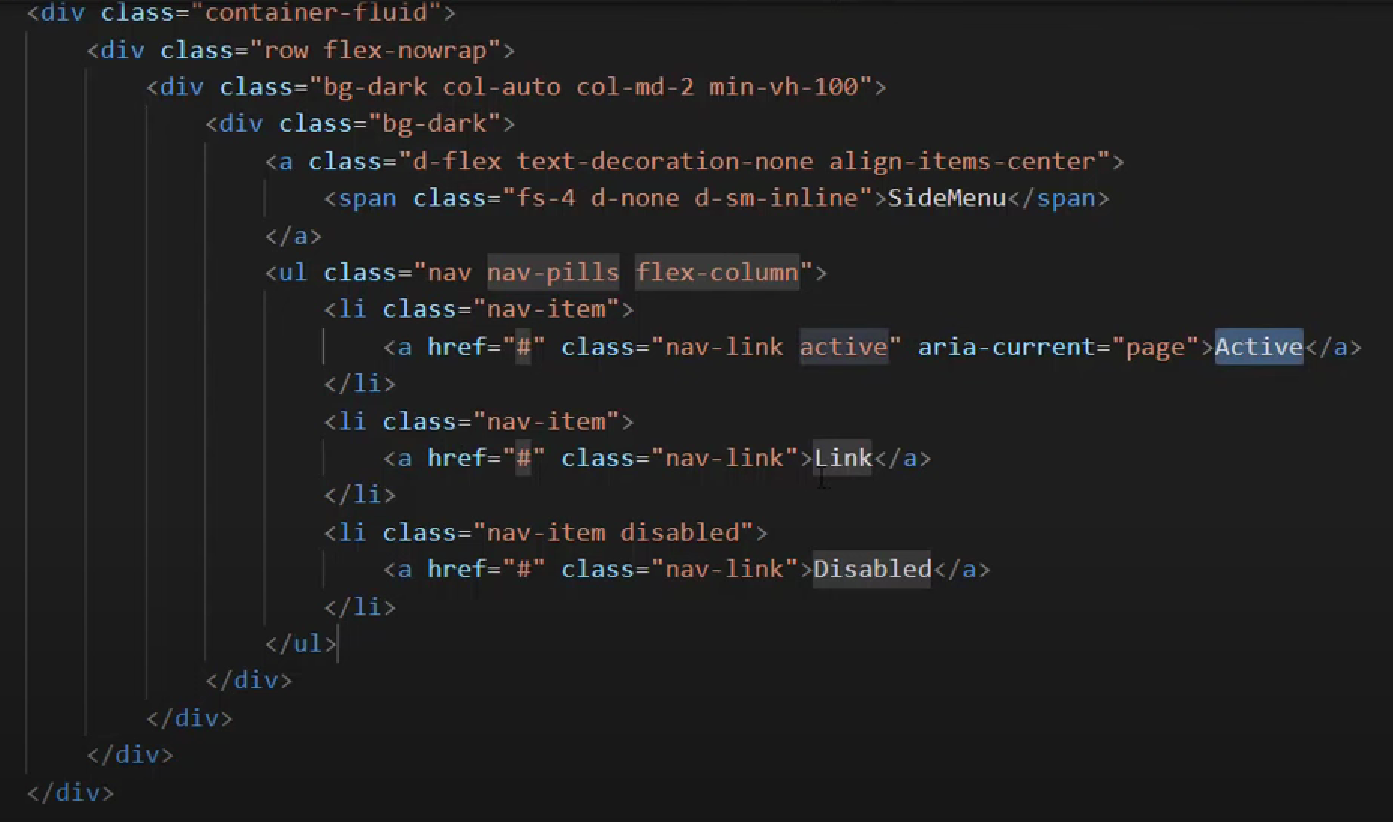 <div class="container-fluid">
<div class="row flex-nowrap">
<div class="bg-dark col-auto col-md-2 min-vh-100">
<div class="bg-dark">
<a class="d-flex text-decoration-none align-items-center">
<span class="fs-4 d-none d-sm-inline">SideMenu</span>
</a>
<ul class="nav nav-pills flex-column">
<li class="nav-item">
<a href="#" class="nav-link active" aria-current="page">Active</a>
</li>
<li class="nav-item">
<a href="#" class="nav-link">Link</a>
</li>
<li class="nav-item disabled">
<a href="#" class="nav-link">Disabled</a>
</li>
</ul>
</div>
</div>
</div>
</div>